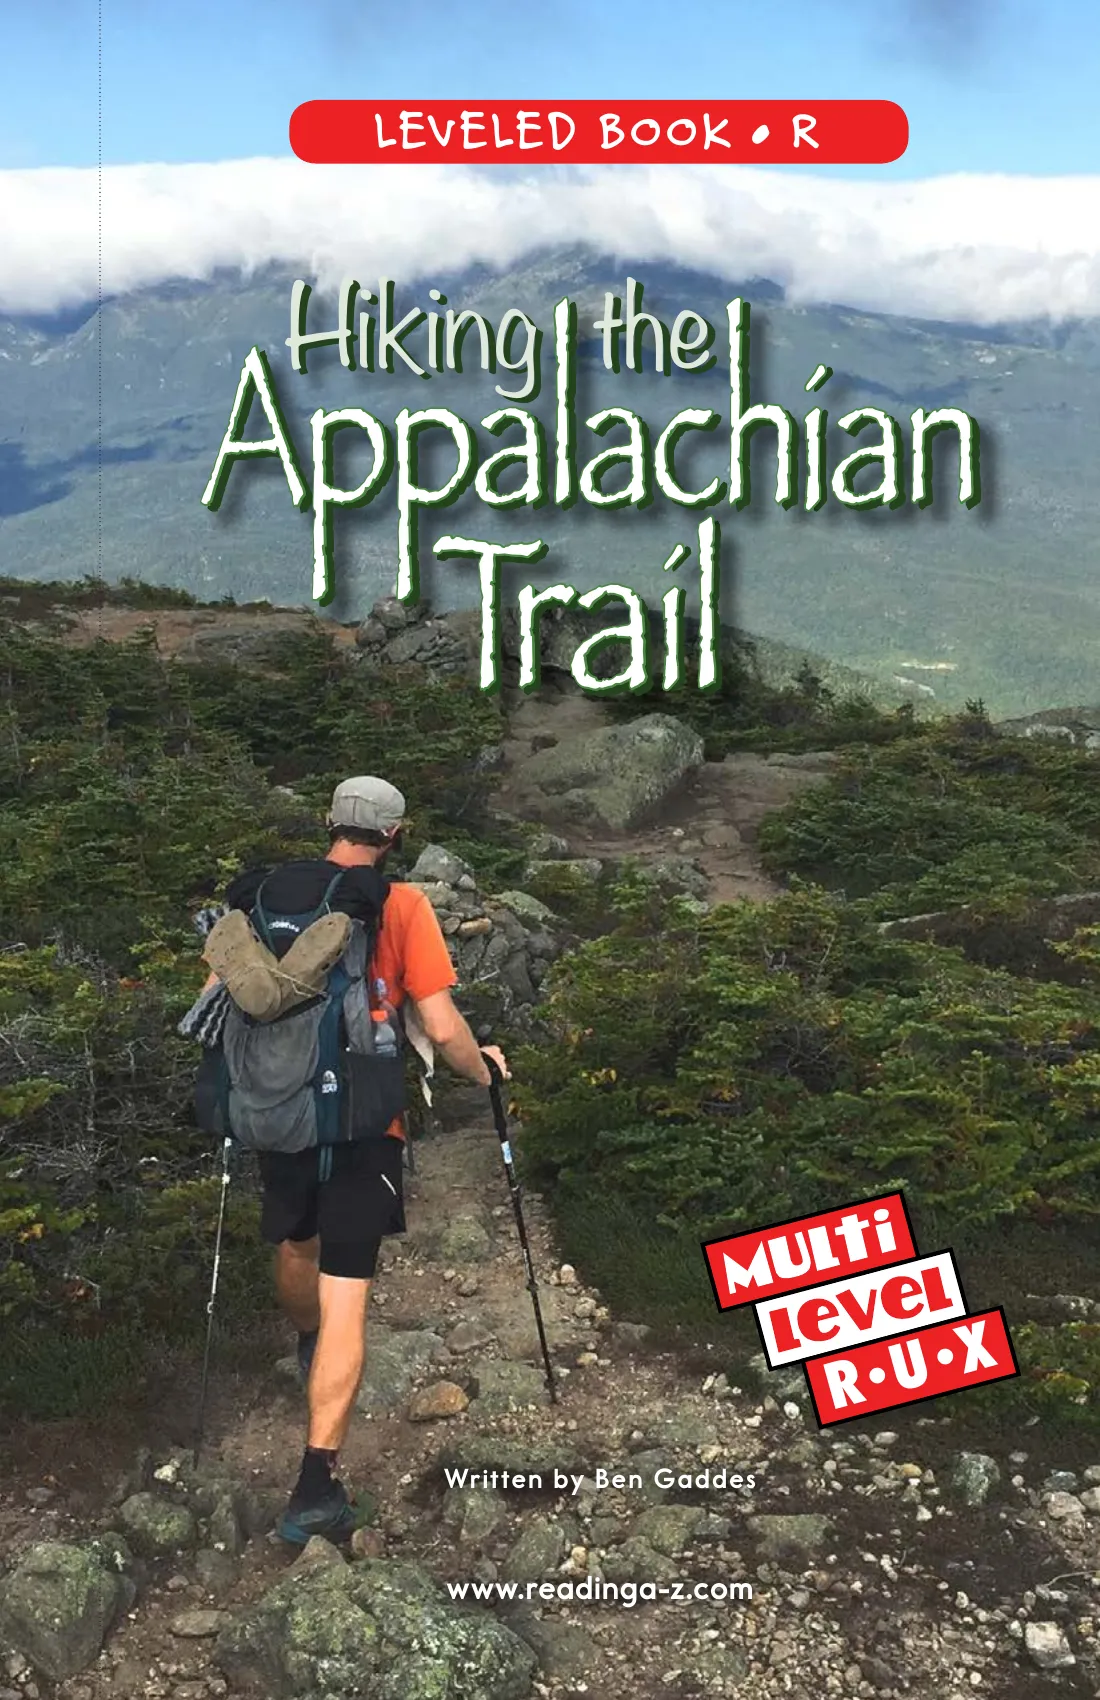 LEVELED BOOK • R
Hiking the
Appalachian
Trail
MULTi
level
R•U•X
Written by Ben Gaddes
www.readinga-z.com